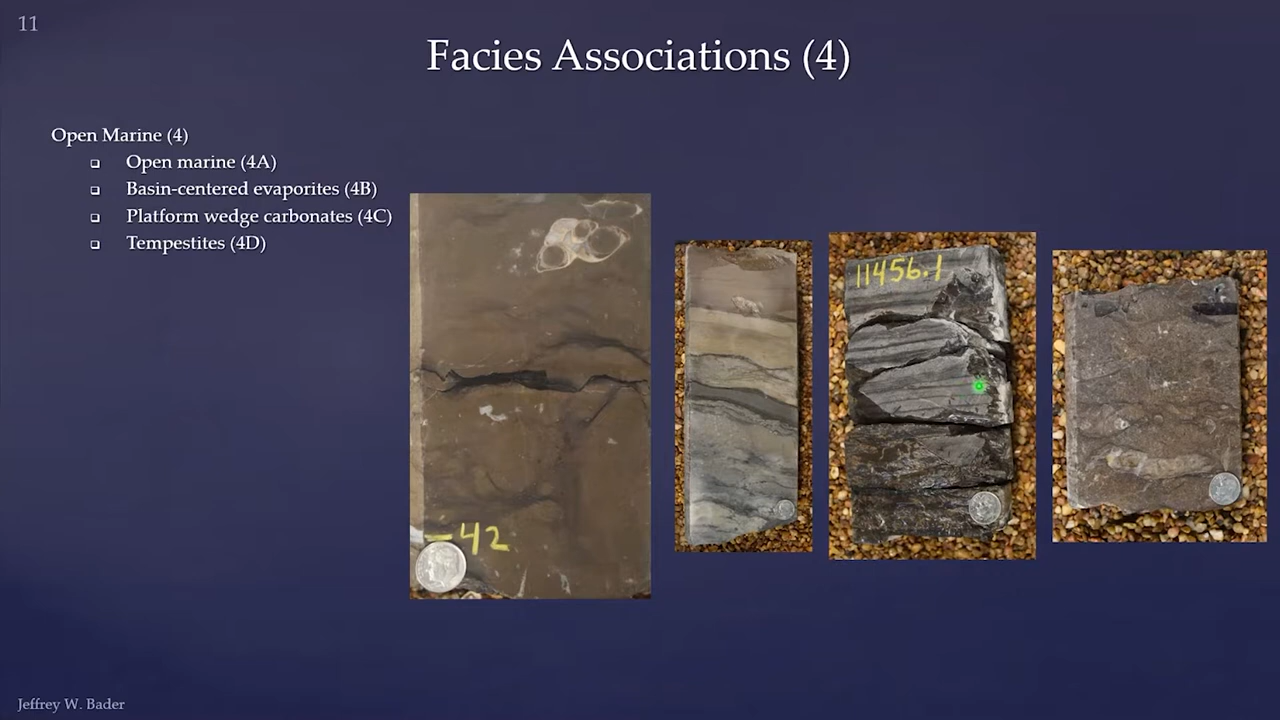 11
Facies Associations (4)
Open Marine (4)
Open marine (4A)
Basin-centered evaporites (4B)
Platform wedge carbonates (4C)
Tempestites (4D)
11456.1
-42
Jeffrey W. Bader